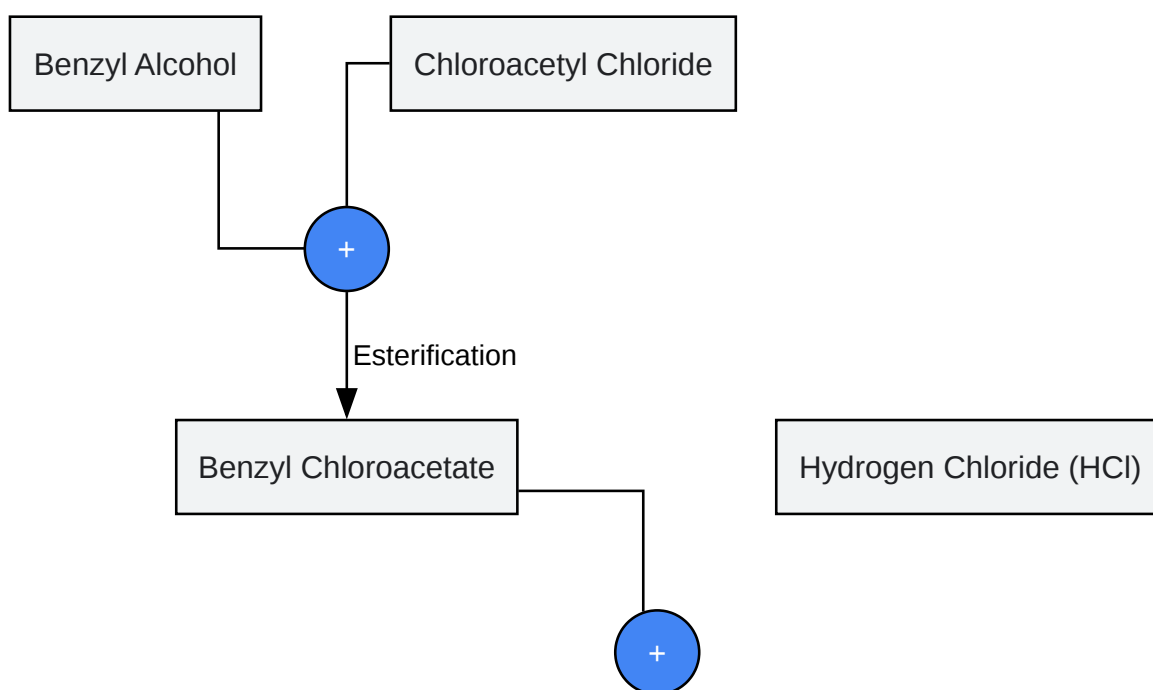 Benzyl Alcohol
Chloroacetyl Chloride
+
Esterification
Benzyl Chloroacetate
Hydrogen Chloride (HCl)
+